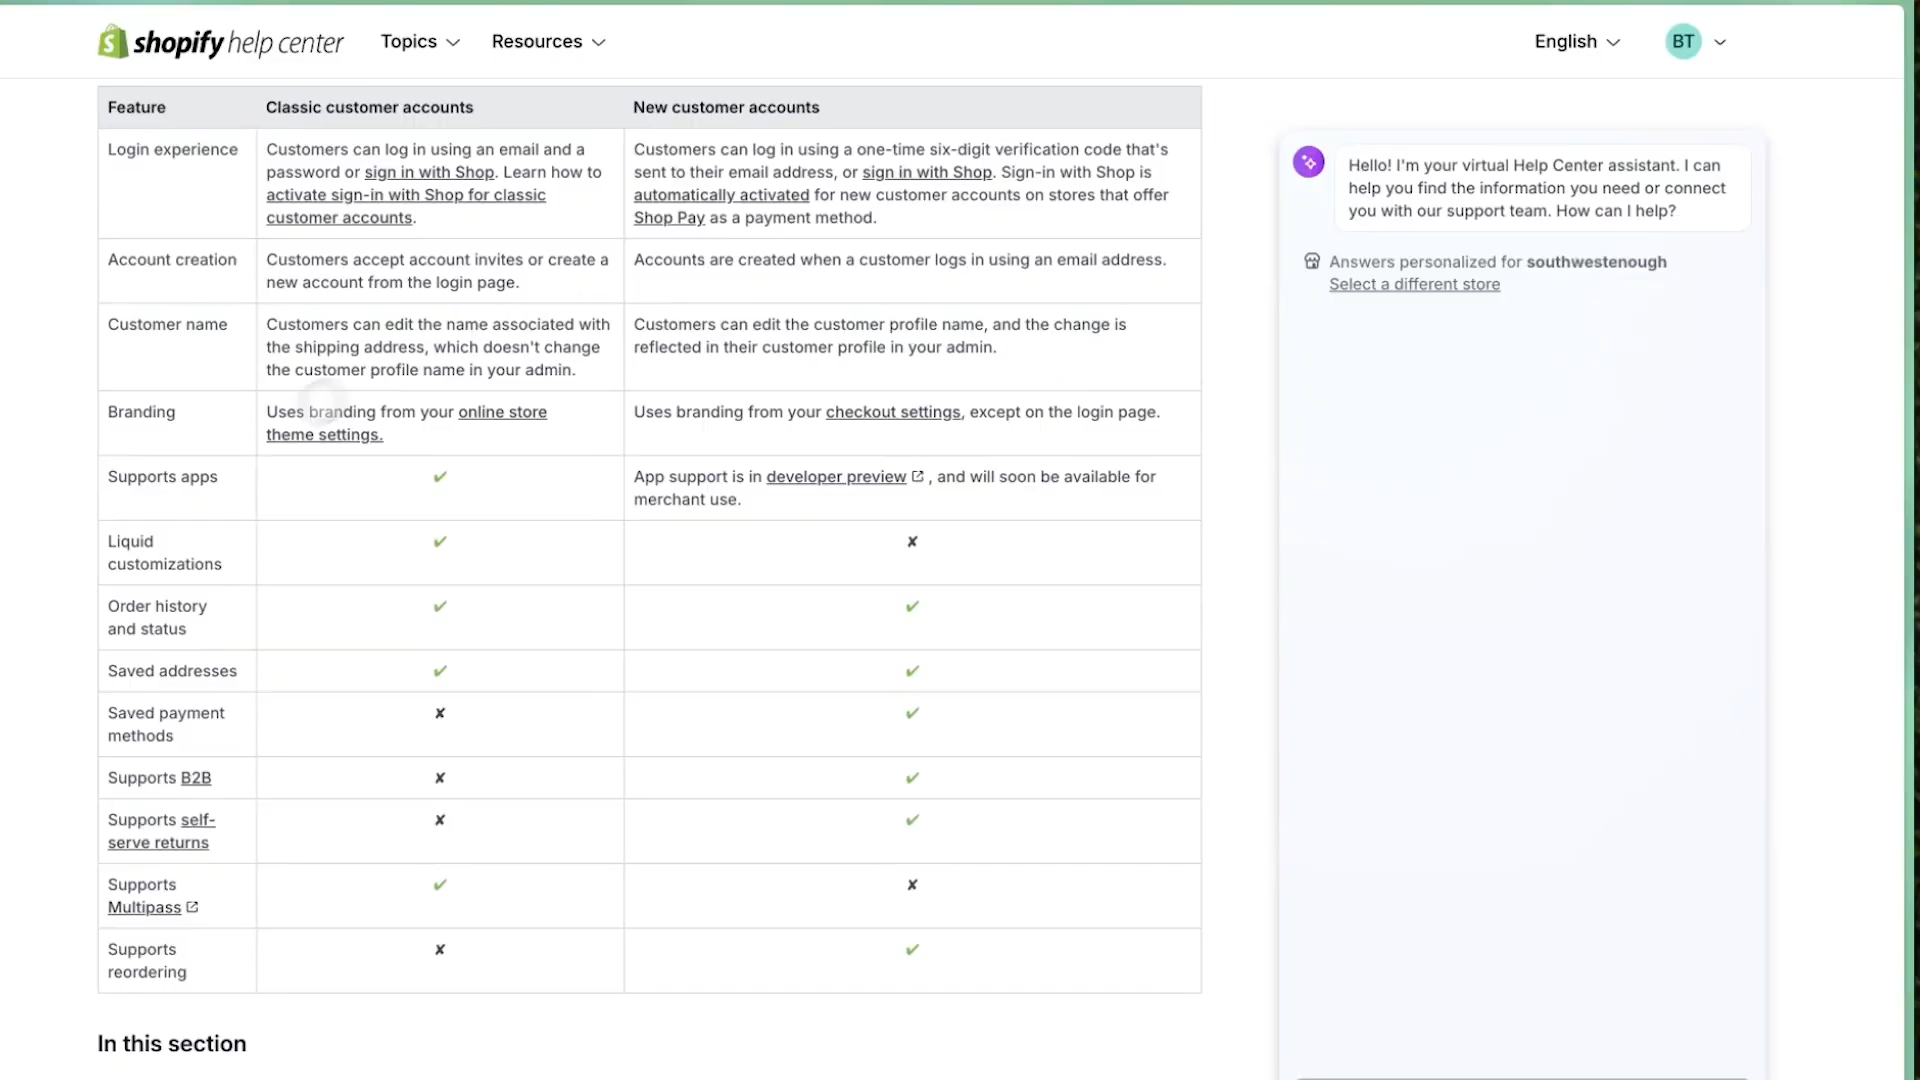 shopify help center
Topics
Resources
English
BT
Feature
Classic customer accounts
New customer accounts
Login experience
Customers can log in using an email and a
password or sign in with Shop. Learn how to
activate sign-in with Shop for classic
customer accounts.
Customers can log in using a one-time six-digit verification code that's
sent to their email address, or sign in with Shop. Sign-in with Shop is
automatically activated for new customer accounts on stores that offer
Shop Pay as a payment method.
Account creation
Customers accept account invites or create a
new account from the login page.
Accounts are created when a customer logs in using an email address.
Customer name
Customers can edit the name associated with
the shipping address, which doesn't change
the customer profile name in your admin.
Customers can edit the customer profile name, and the change is
reflected in their customer profile in your admin.
Branding
Uses branding from your online store
theme settings.
Uses branding from your checkout settings, except on the login page.
Supports apps
✔
App support is in developer preview , and will soon be available for
merchant use.
Liquid
customizations
✔
✘
Order history
and status
✔
✔
Saved addresses
✔
✔
Saved payment
methods
✘
✔
Supports B2B
✘
✔
Supports self-
serve returns
✘
✔
Supports
Multipass
✔
✘
Supports
reordering
✘
✔
In this section
Hello! I'm your virtual Help Center assistant. I can
help you find the information you need or connect
you with our support team. How can I help?
Answers personalized for southwestenough
Select a different store